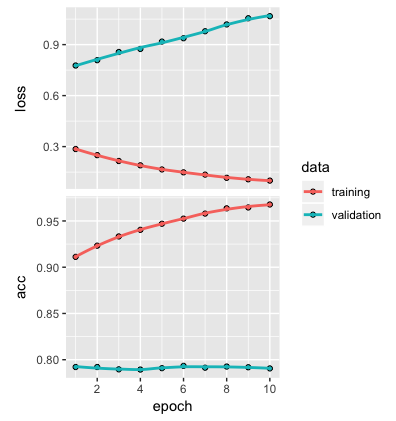 loss
0.9
0.6
0.3
acc
0.95
0.90
0.85
0.80
2 4 6 8 10
epoch
data
training
validation